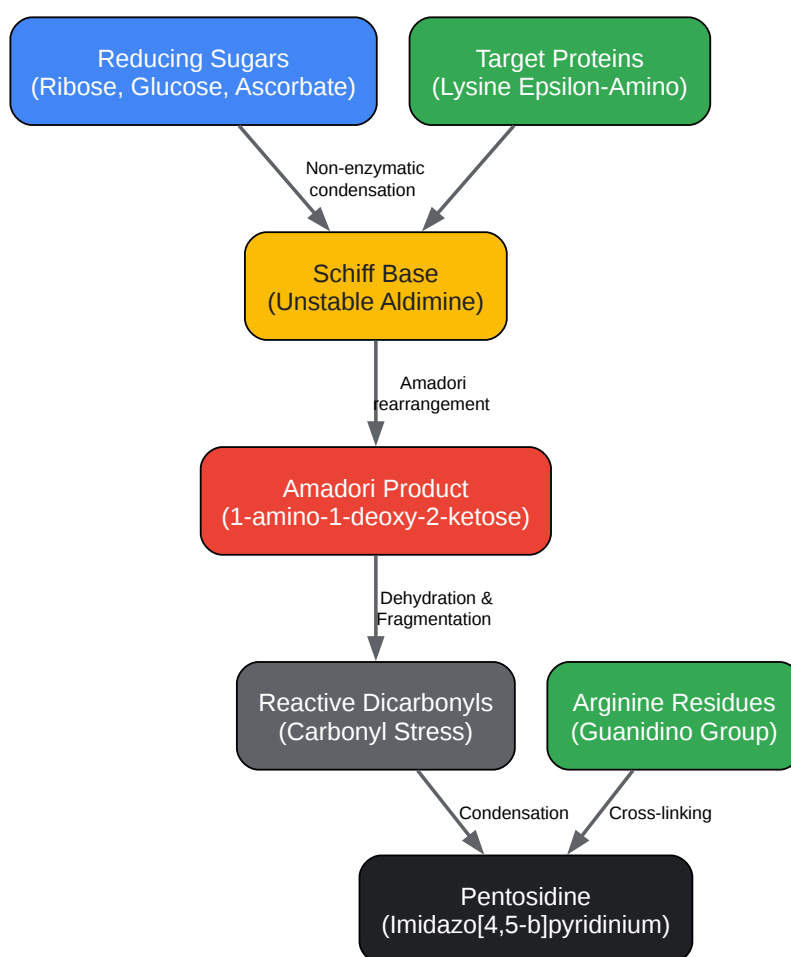 Reducing Sugars
(Ribose, Glucose, Ascorbate)
Target Proteins
(Lysine Epsilon-Amino)
Non-enzymatic
condensation
Schiff Base
(Unstable Aldimine)
Amadori
rearrangement
Amadori Product
(1-amino-1-deoxy-2-ketose)
Dehydration &
Fragmentation
Reactive Dicarbonyls
(Carbonyl Stress)
Arginine Residues
(Guanidino Group)
Condensation
Cross-linking
Pentosidine
(Imidazo[4,5-b]pyridinium)